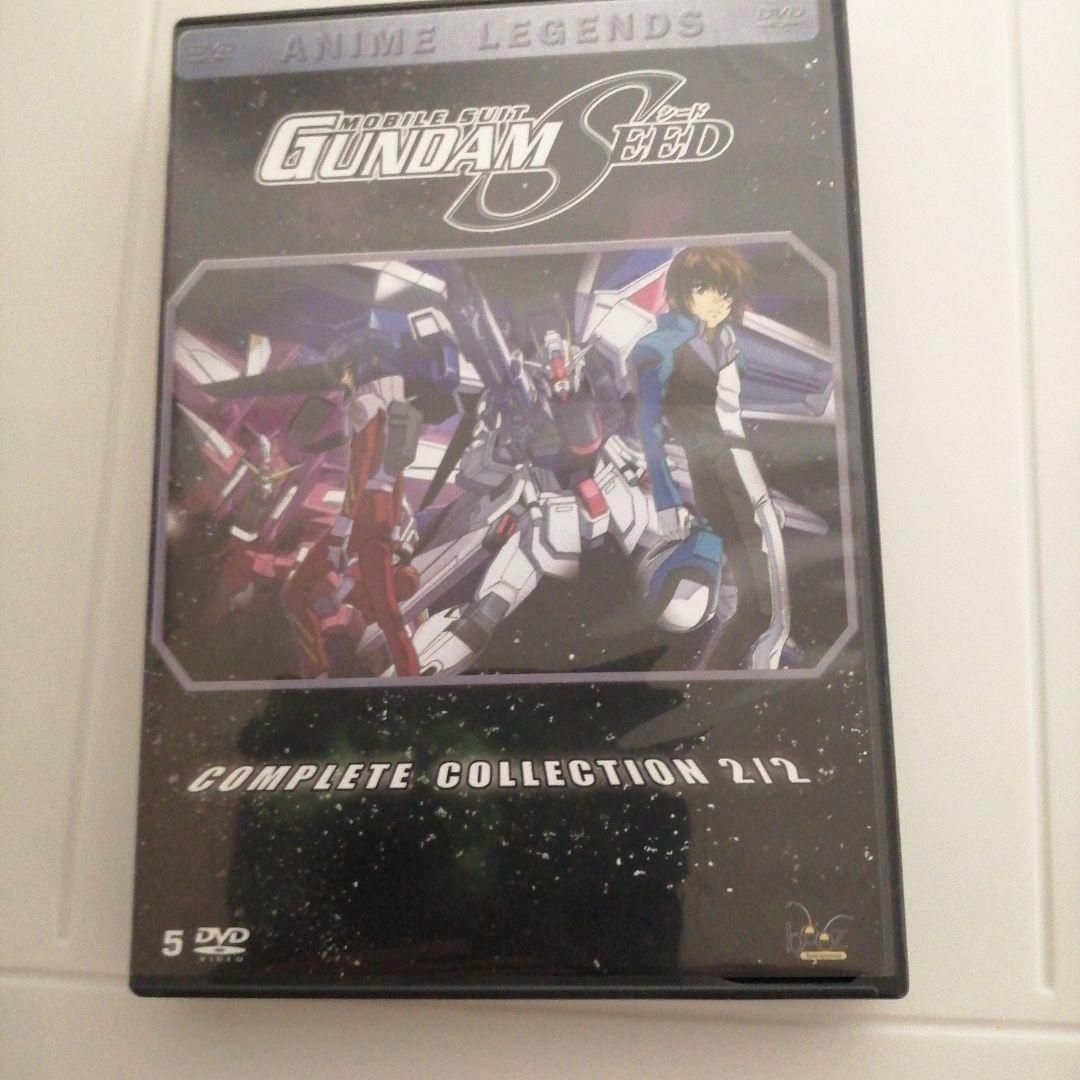 DVD
ANIME LEGENDS
DVD
MOBILE SUIT
GUNDAM SEED
シード
COMPLETE COLLECTION 2/2
5 DVD
VIDEO